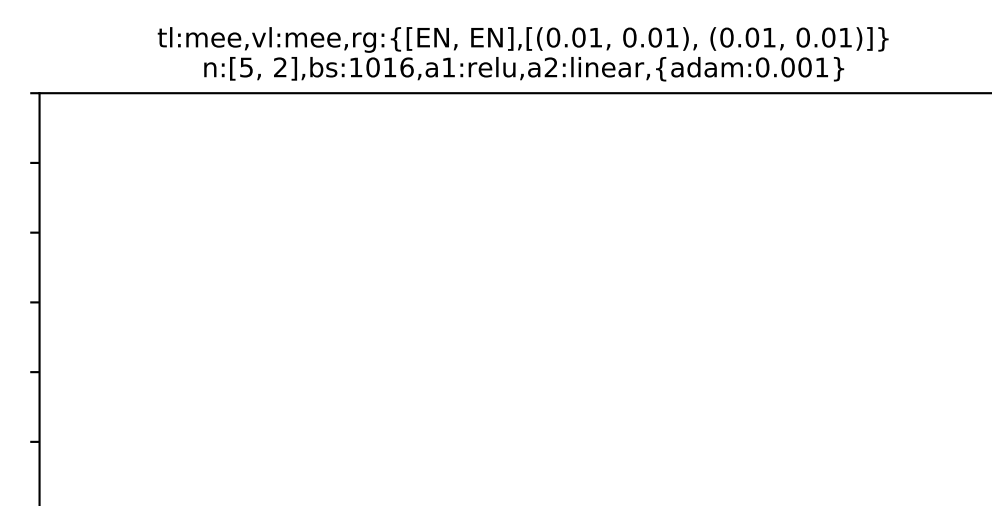 tl:mee,vl:mee,rg:{[EN, EN],[(0.01, 0.01), (0.01, 0.01)]}
n:[5, 2],bs:1016,a1:relu,a2:linear,{adam:0.001}